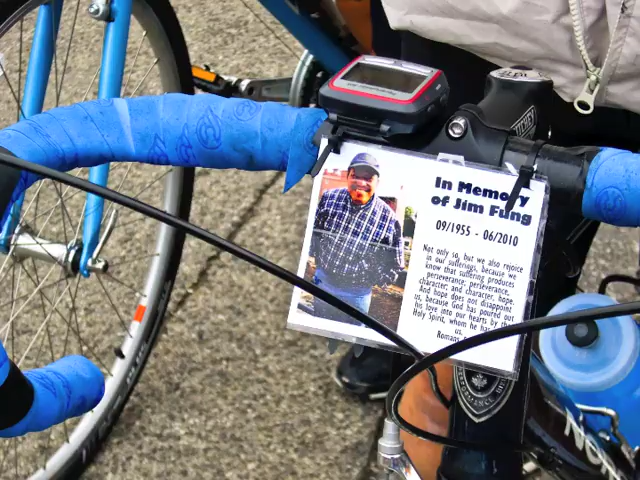 In Memory
of Jim Fung
09/1955 - 06/2010
Not only so, but we also rejoice
in our sufferings, because we
know that suffering produces
perseverance; perseverance,
character; and character, hope.
And hope does not disappoint
us, because God has poured out
his love into our hearts by the
Holy Spirit, whom he has
us.
Romans
NOR